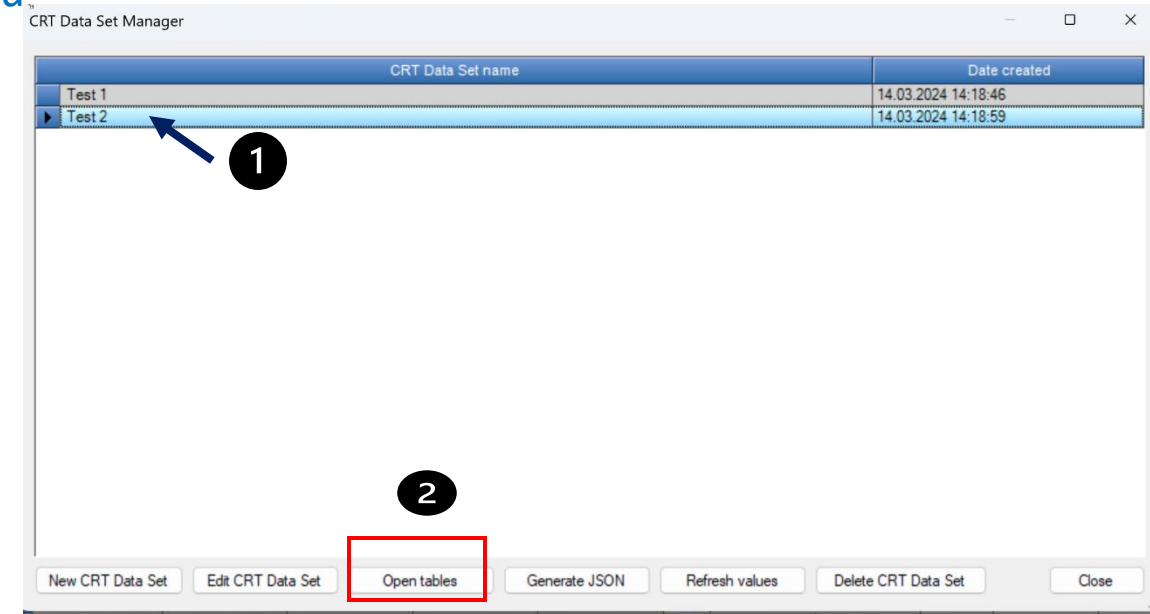 CRT Data Set Manager
CRT Data Set name Date created
Test 1 14.03.2024 14:18:46
Test 2 14.03.2024 14:18:59
1
2
New CRT Data Set Edit CRT Data Set Open tables Generate JSON Refresh values Delete CRT Data Set Close